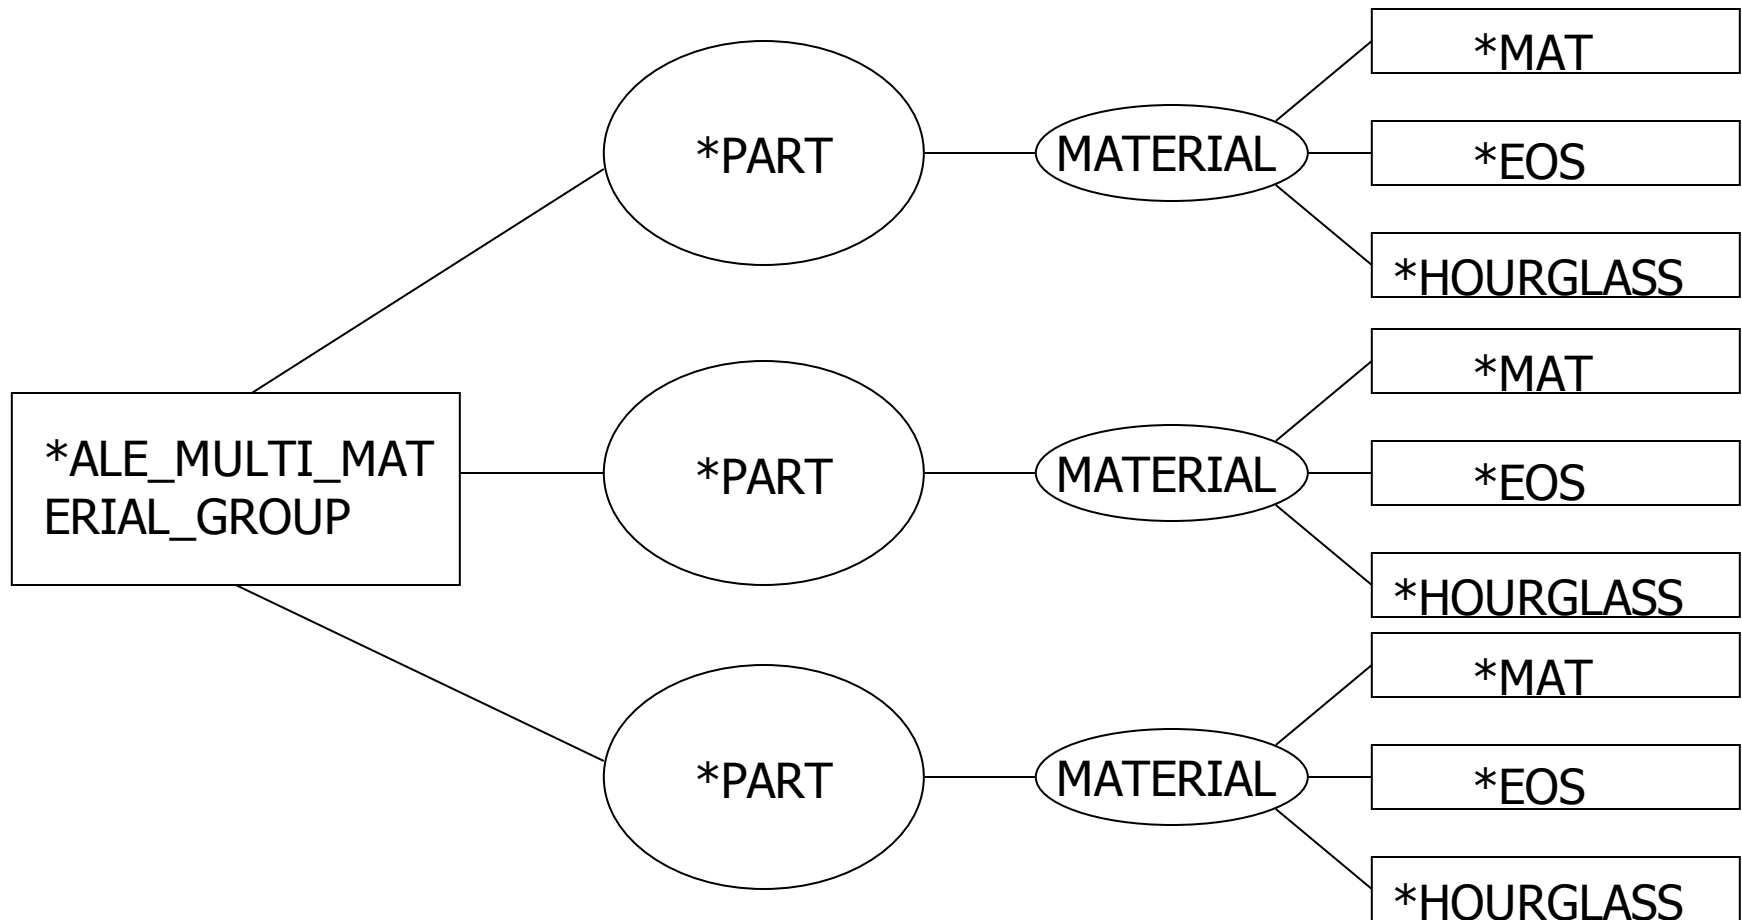 *MAT
*PART
MATERIAL
*EOS
*HOURGLASS
*MAT
*ALE_MULTI_MAT
ERIAL_GROUP
*PART
MATERIAL
*EOS
*HOURGLASS
*MAT
*PART
MATERIAL
*EOS
*HOURGLASS